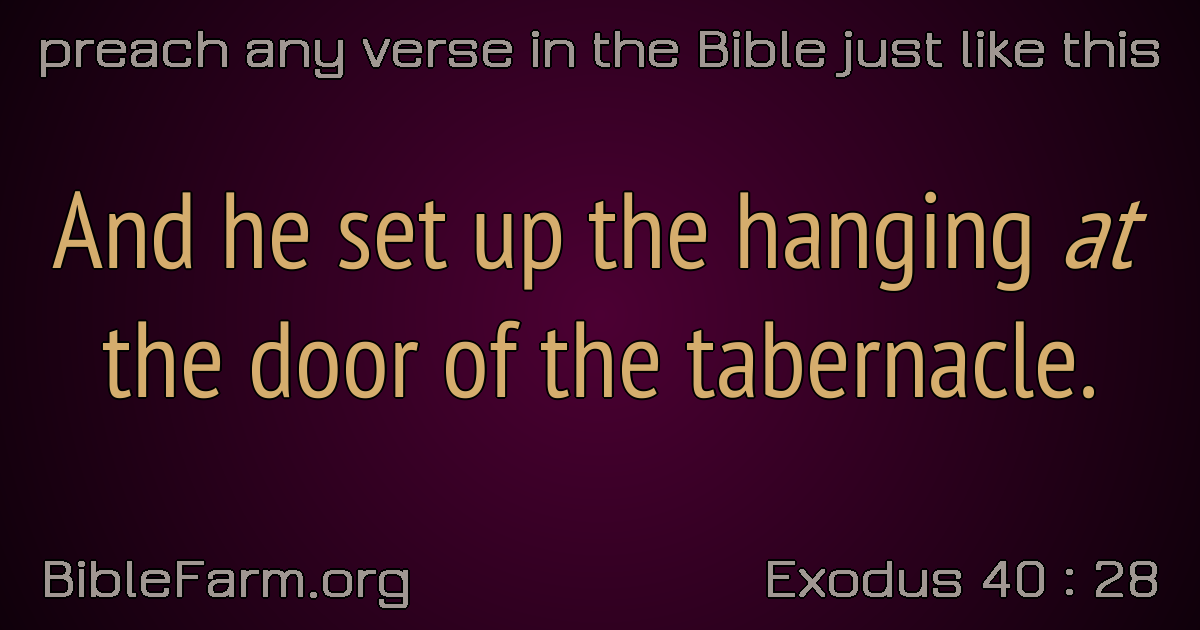 preach any verse in the Bible just like this
And he set up the hanging at
the door of the tabernacle.
BibleFarm.org
Exodus 40 : 28